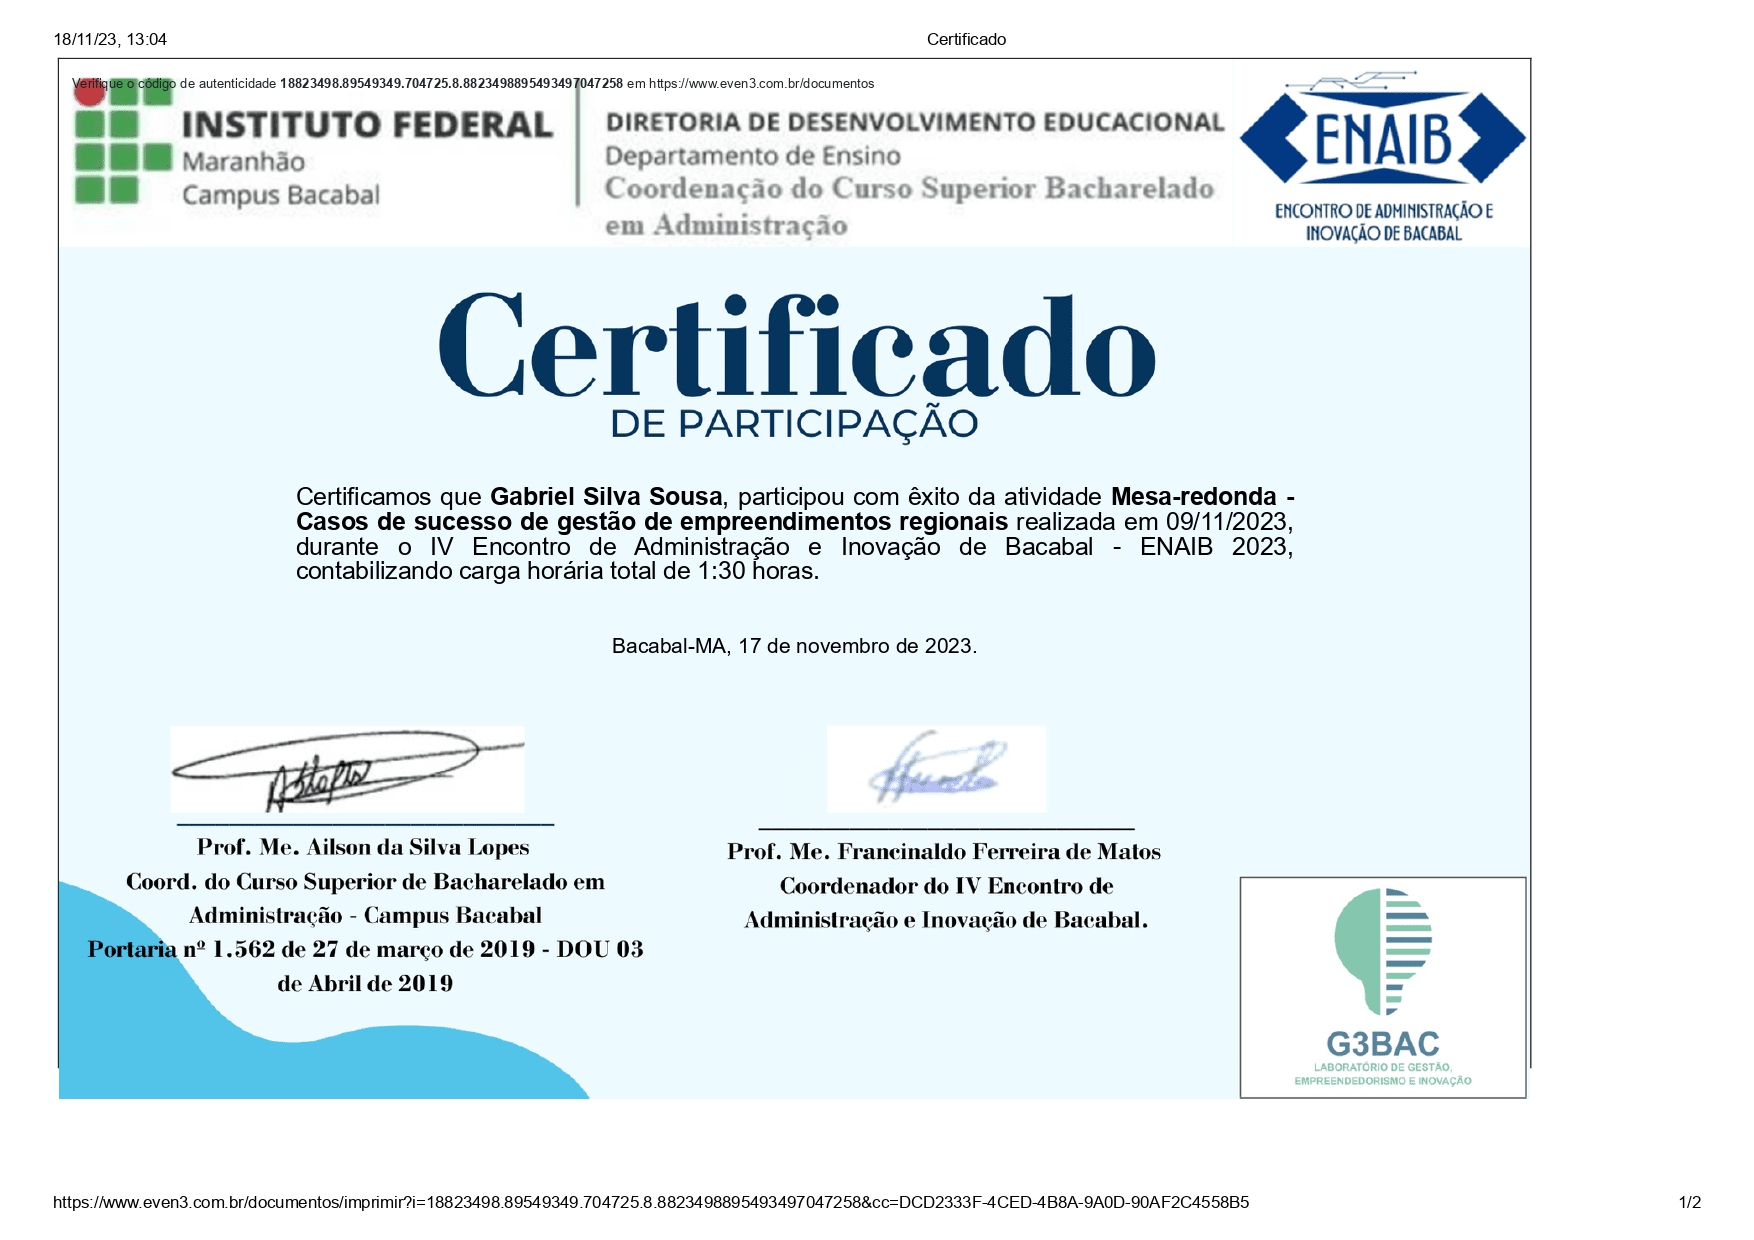 18/11/23, 13:04
Certificado
Verifique o código de autenticidade 18823498.89549349.704725.8.8823498895493497047258 em https://www.even3.com.br/documentos
INSTITUTO FEDERAL
Maranhão
Campus Bacabal
DIRETORIA DE DESENVOLVIMENTO EDUCACIONAL
Departamento de Ensino
Coordenação do Curso Superior Bacharelado
em Administração
ENAIB
ENCONTRO DE ADMINISTRAÇÃO E
INOVAÇÃO DE BACABAL
Certificado
DE PARTICIPAÇÃO
Certificamos que Gabriel Silva Sousa, participou com êxito da atividade Mesa-redonda -
Casos de sucesso de gestão de empreendimentos regionais realizada em 09/11/2023,
durante o IV Encontro de Administração e Inovação de Bacabal - ENAIB 2023,
contabilizando carga horária total de 1:30 horas.
Bacabal-MA, 17 de novembro de 2023.
Prof. Me. Ailson da Silva Lopes
Coord. do Curso Superior de Bacharelado em
Administração - Campus Bacabal
Portaria nº 1.562 de 27 de março de 2019 - DOU 03
de Abril de 2019
Prof. Me. Francinaldo Ferreira de Matos
Coordenador do IV Encontro de
Administração e Inovação de Bacabal.
G3BAC
LABORATÓRIO DE GESTÃO,
EMPREENDEDORISMO E INOVAÇÃO
https://www.even3.com.br/documentos/imprimir?i=18823498.89549349.704725.8.8823498895493497047258&cc=DCD2333F-4CED-4B8A-9A0D-90AF2C4558B5
1/2